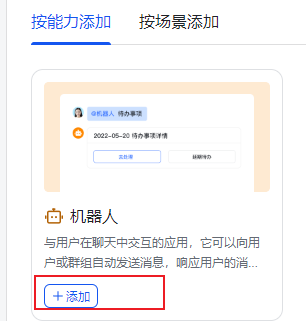 按能力添加 按场景添加
@机器人 待办事项
2022-05-20 待办事项详情
去处理 延期待办
机器人
与用户在聊天中交互的应用，它可以向用
户或群组自动发送消息，响应用户的消...
+ 添加